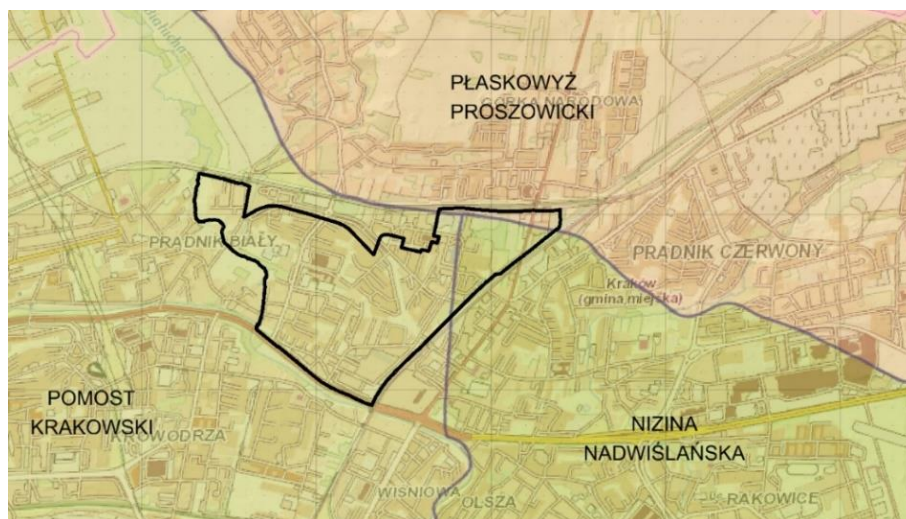 Bialucha
PŁASKOWYŻ
PROSZOWICKI
GÓRKA NARODOWA
PRĄDNIK BIAŁY
PRĄDNIK CZERWONY
Kraków
(gmina miejska)
POMOST
KRAKOWSKI
KROWODRZA
NIZINA
NADWIŚLAŃSKA
WIŚNIOWA
OLSZA
RAKOWICE